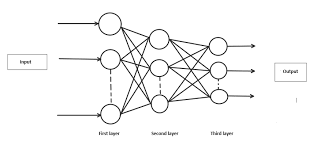 Input
Output
First layer
Second layer
Third layer